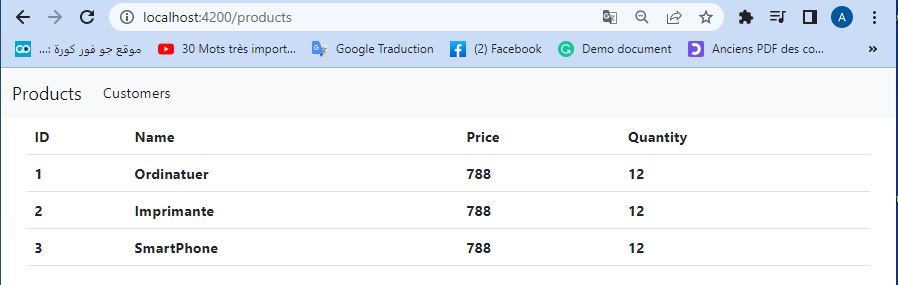 localhost:4200/products
A
موقع جو فور كورة :...
30 Mots très import...
Google Traduction
(2) Facebook
Demo document
Anciens PDF des co...
»
Products Customers
ID Name Price Quantity
1 Ordinatuer 788 12
2 Imprimante 788 12
3 SmartPhone 788 12